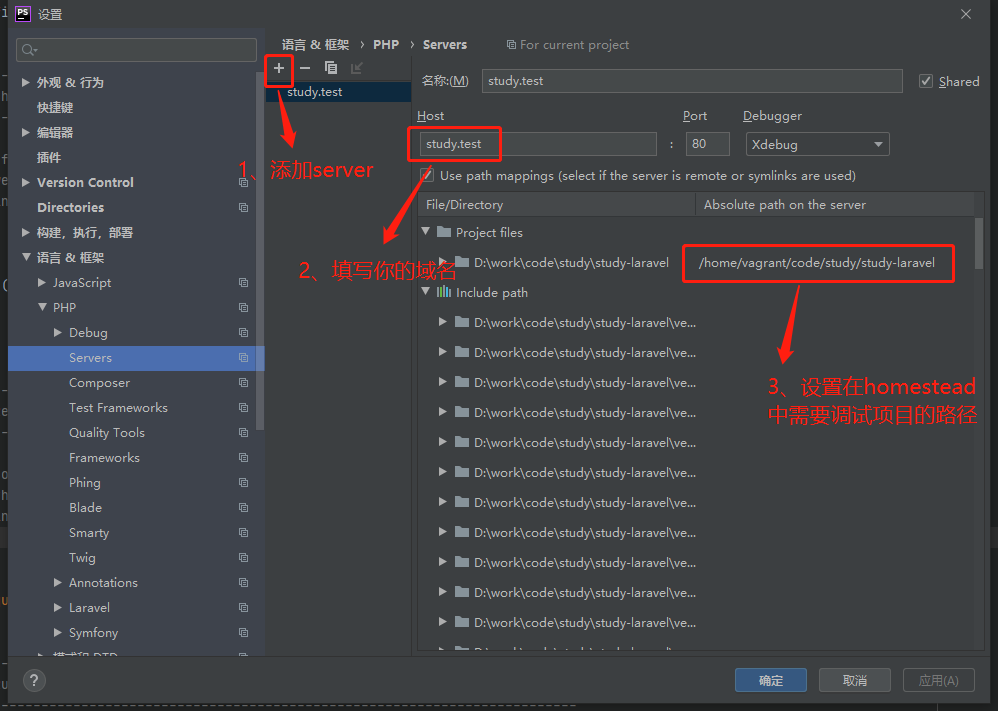 PS 设置
语言 & 框架 › PHP › Servers For current project
外观 & 行为
快捷键
编辑器
插件
Version Control
Directories
构建，执行，部署
语言 & 框架
JavaScript
PHP
Debug
Servers
Composer
Test Frameworks
Quality Tools
Frameworks
Phing
Blade
Smarty
Twig
Annotations
Laravel
Symfony
study.test
1、添加server
名称:(M) study.test Shared
Host Port Debugger
study.test : 80 Xdebug
Use path mappings (select if the server is remote or symlinks are used)
File/Directory Absolute path on the server
Project files
D:\work\code\study\study-laravel /home/vagrant/code/study/study-laravel
2、填写你的域名
Include path
D:\work\code\study\study-laravel\ve...
D:\work\code\study\study-laravel\ve...
D:\work\code\study\study-laravel\ve...
D:\work\code\study\study-laravel\ve...
D:\work\code\study\study-laravel\ve...
D:\work\code\study\study-laravel\ve...
D:\work\code\study\study-laravel\ve...
D:\work\code\study\study-laravel\ve...
D:\work\code\study\study-laravel\ve...
D:\work\code\study\study-laravel\ve...
D:\work\code\study\study-laravel\ve...
3、设置在homestead
中需要调试项目的路径
? 确定 取消 应用(A)